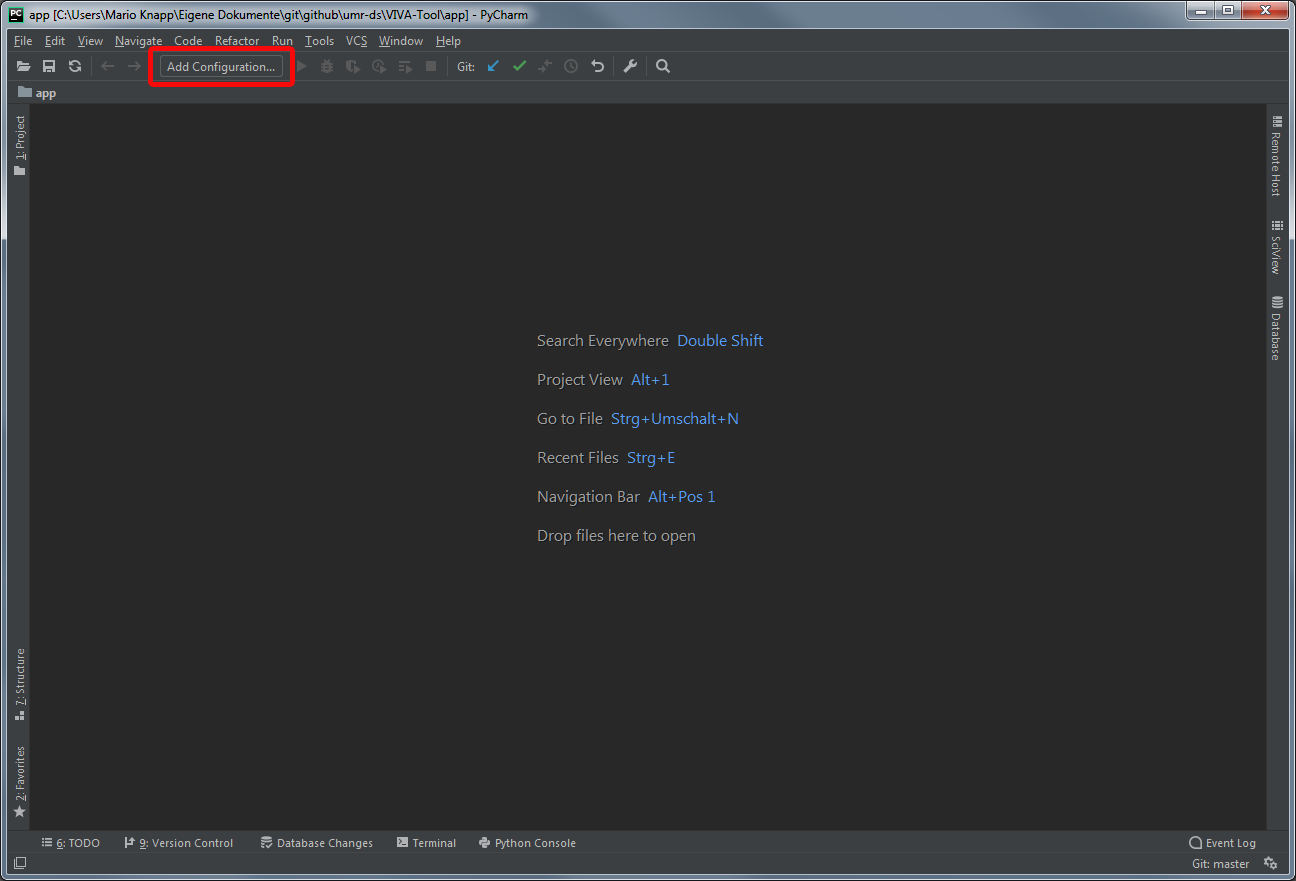 PC app [C:\Users\Mario Knapp\Eigene Dokumente\git\github\umr-ds\VIVA-Tool\app] - PyCharm
File Edit View Navigate Code Refactor Run Tools VCS Window Help
Add Configuration... Git:
app
1: Project
7: Structure
2: Favorites
Search Everywhere Double Shift
Project View Alt+1
Go to File Strg+Umschalt+N
Recent Files Strg+E
Navigation Bar Alt+Pos 1
Drop files here to open
Remote Host
SciView
Database
6: TODO 9: Version Control Database Changes Terminal Python Console Event Log
Git: master